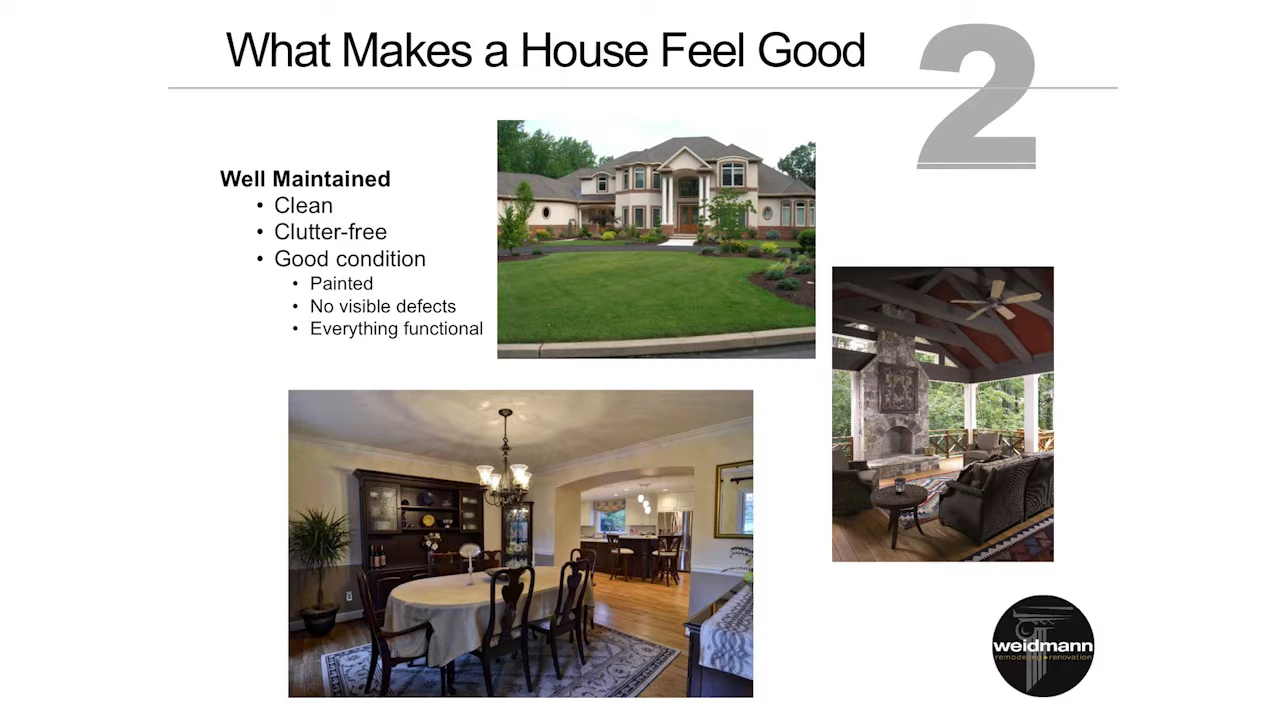 What Makes a House Feel Good
2
Well Maintained
• Clean
• Clutter-free
• Good condition
• Painted
• No visible defects
• Everything functional
weidmann
remodeling • renovation